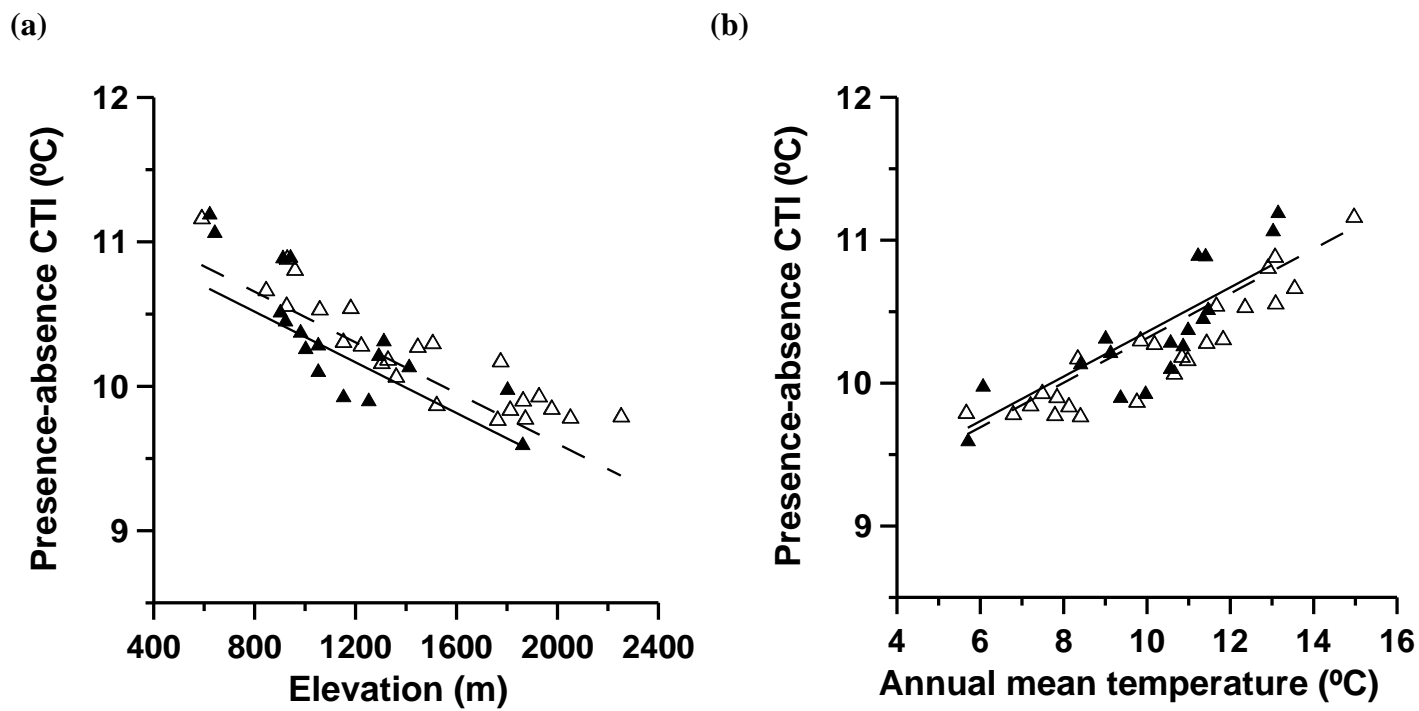 (a)
(b)
Presence-absence CTI (ºC)
12
11
10
9
400 800 1200 1600 2000 2400
Elevation (m)
Presence-absence CTI (ºC)
12
11
10
9
4 6 8 10 12 14 16
Annual mean temperature (ºC)